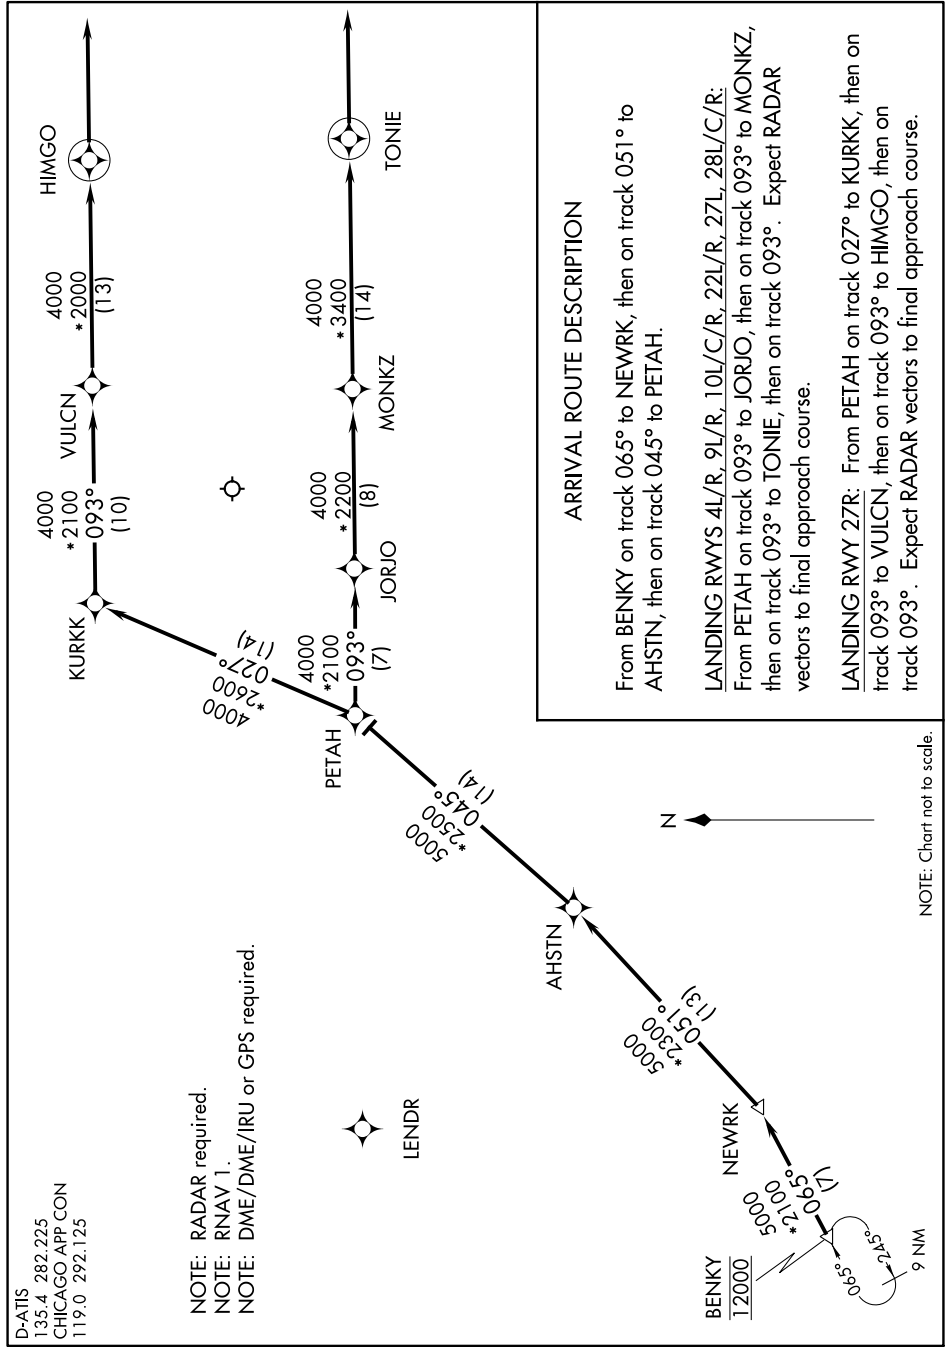 D-ATIS
135.4 282.225
CHICAGO APP CON
119.0 292.125
NOTE: RADAR required.
NOTE: RNAV 1.
NOTE: DME/DME/IRU or GPS required.
HIMGO
4000
*2000
(13)
VULCN
4000
*2100
093°
(10)
KURKK
4000
*2600
027°
(14)
TONIE
4000
*3400
(14)
MONKZ
4000
*2200
(8)
JORJO
4000
*2100
093°
(7)
PETAH
5000
*2500
045°
(14)
AHSTN
5000
*2300
051°
(13)
LENDR
NEWRK
5000
*2100
065°
(7)
BENKY
12000
065°
245°
9 NM
N
NOTE: Chart not to scale.
ARRIVAL ROUTE DESCRIPTION
From BENKY on track 065° to NEWRK, then on track 051° to
AHSTN, then on track 045° to PETAH.
LANDING RWYS 4L/R, 9L/R, 10L/C/R, 22L/R, 27L, 28L/C/R:
From PETAH on track 093° to JORJO, then on track 093° to MONKZ,
then on track 093° to TONIE, then on track 093°. Expect RADAR
vectors to final approach course.
LANDING RWY 27R: From PETAH on track 027° to KURKK, then on
track 093° to VULCN, then on track 093° to HIMGO, then on
track 093°. Expect RADAR vectors to final approach course.